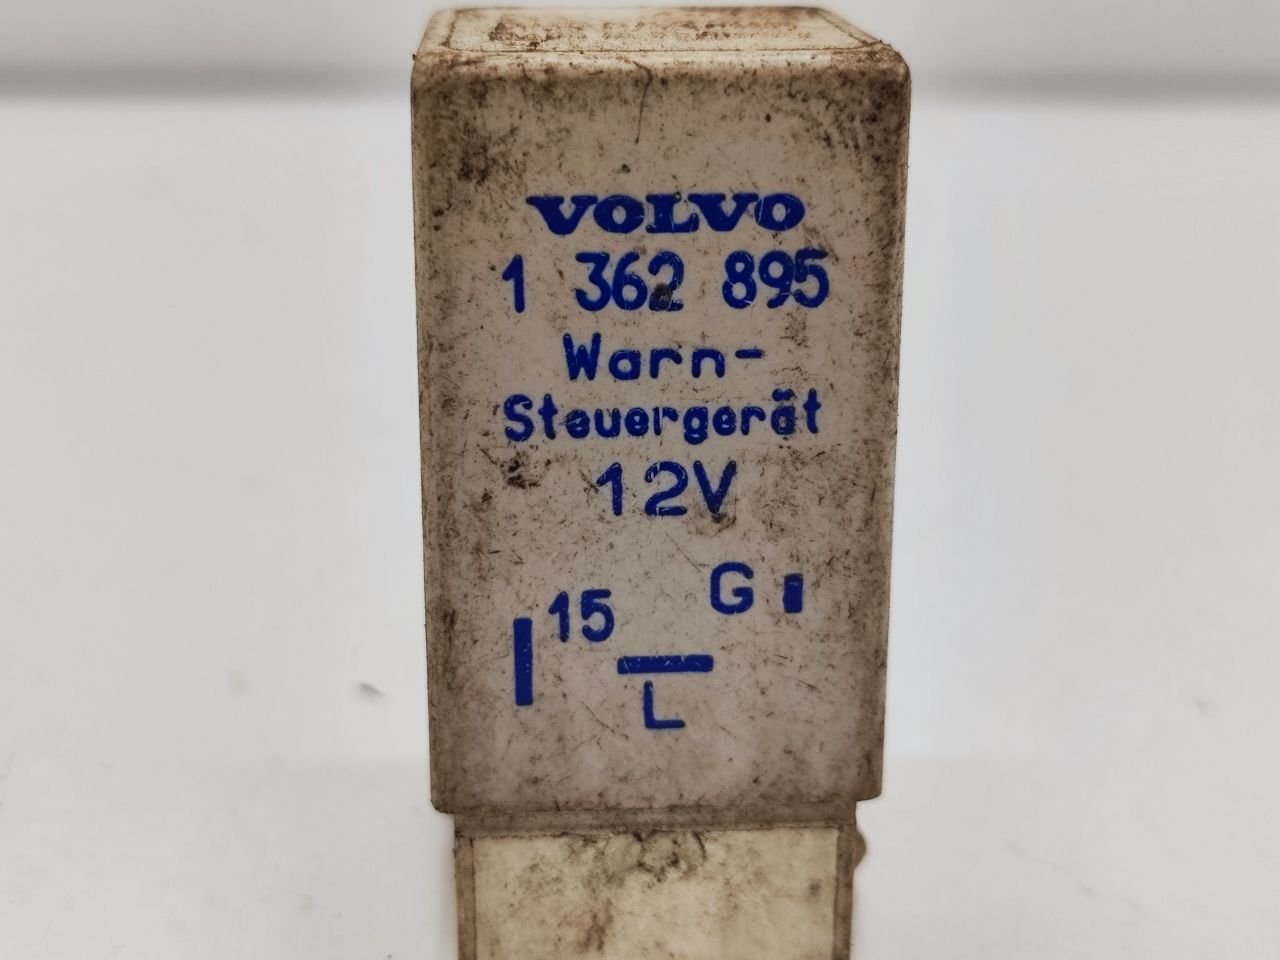 VOLVO
1 362 895
Warn-
Steuergerät
12V
G
15
L